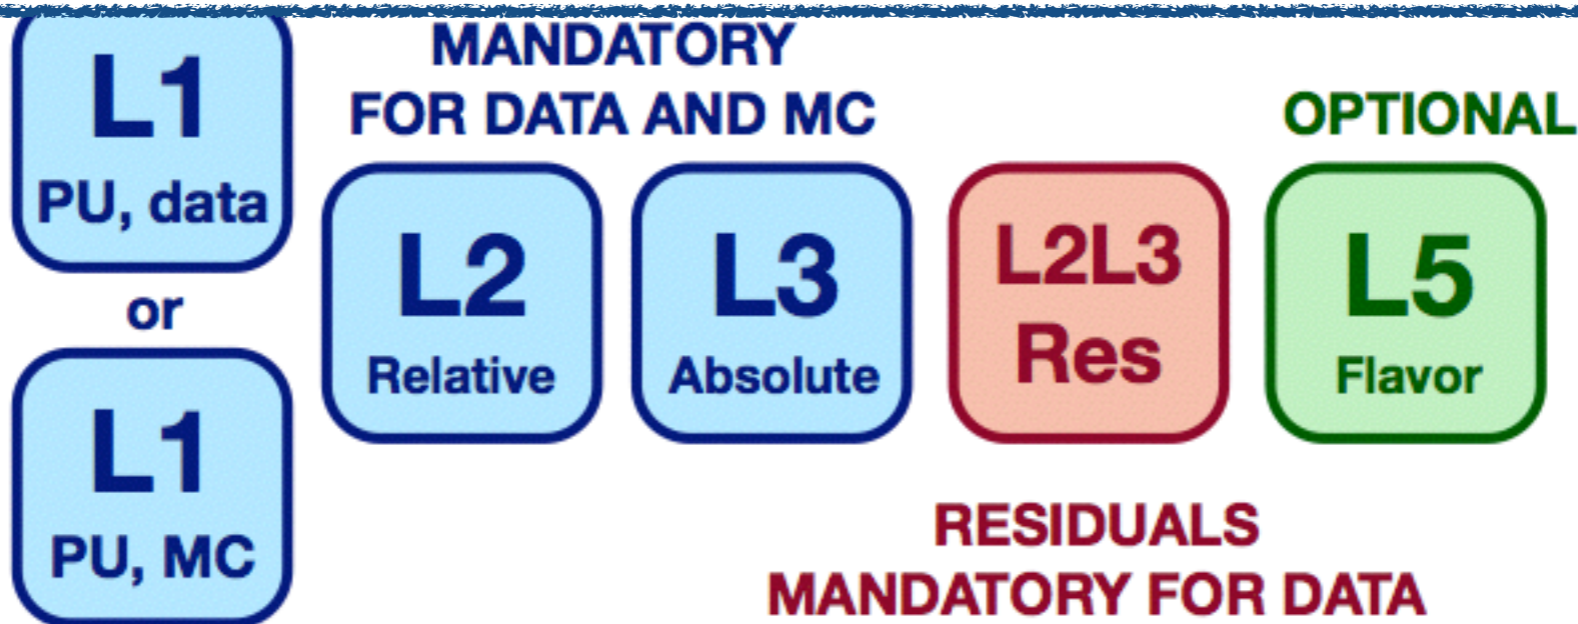 L1
PU, data
or
L1
PU, MC
MANDATORY
FOR DATA AND MC
L2
Relative
L3
Absolute
L2L3
Res
RESIDUALS
MANDATORY FOR DATA
OPTIONAL
L5
Flavor